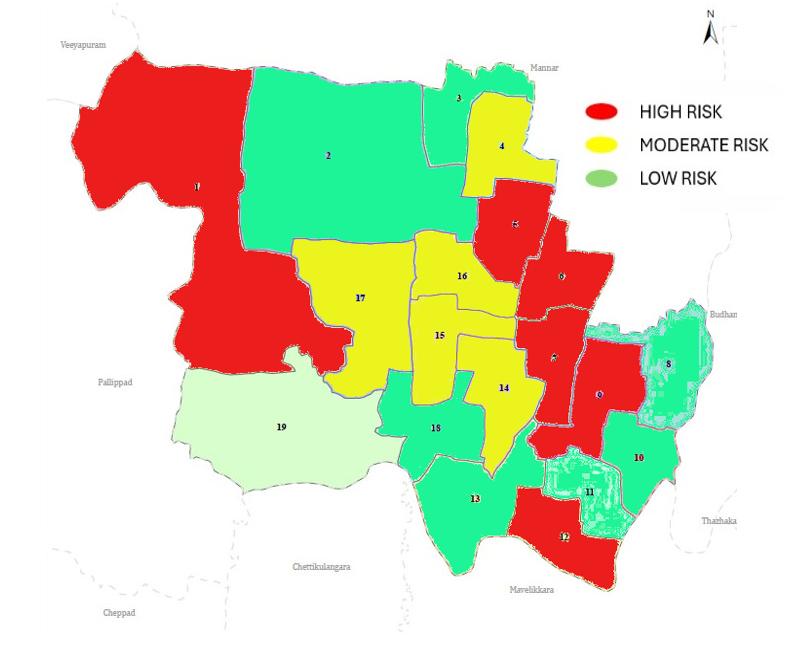 N
Veeyapuram
Mannar
3
HIGH RISK
4
MODERATE RISK
2
LOW RISK
1
5
16
6
17
Budhan
15
7
8
Pallippad
14
9
19
18
10
13
11
Thazhaka
12
Chettikulangara
Mavelikkara
Cheppad